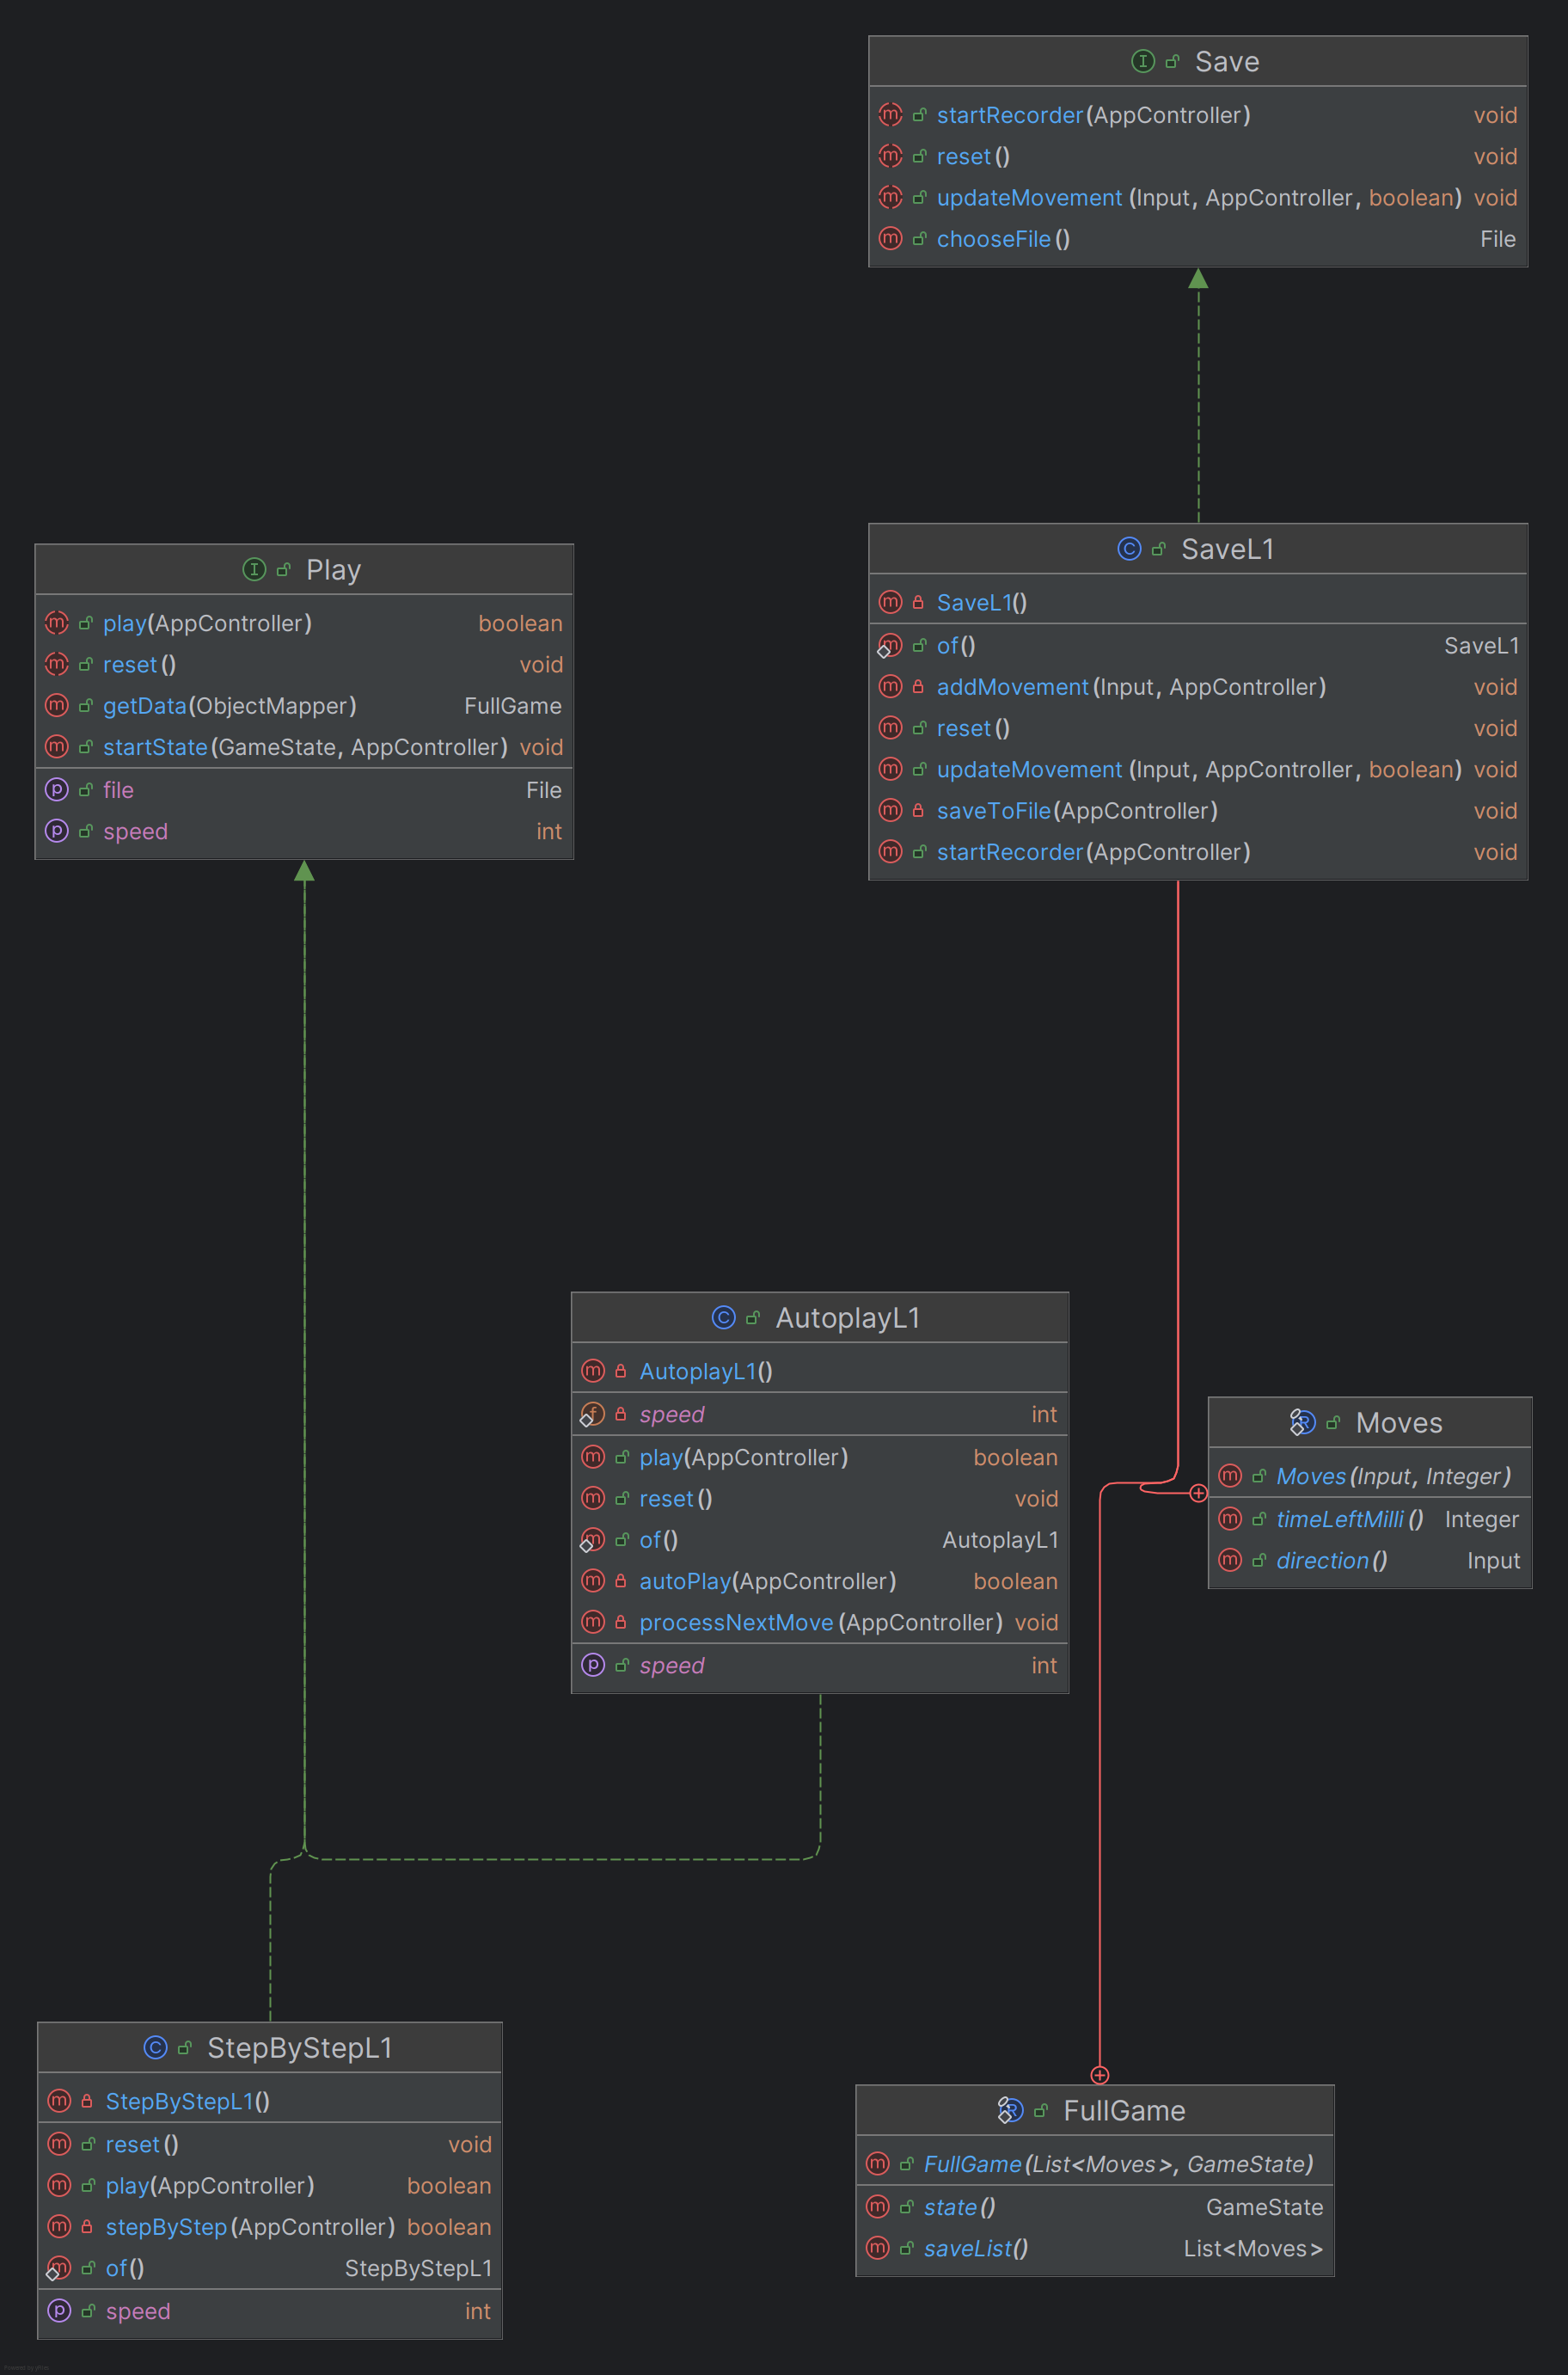 Save
startRecorder(AppController) void
reset() void
updateMovement(Input, AppController, boolean) void
chooseFile() File
SaveL1
SaveL1()
of() SaveL1
addMovement(Input, AppController) void
reset() void
updateMovement(Input, AppController, boolean) void
saveToFile(AppController) void
startRecorder(AppController) void
Play
play(AppController) boolean
reset() void
getData(ObjectMapper) FullGame
startState(GameState, AppController) void
file File
speed int
AutoplayL1
AutoplayL1()
speed int
play(AppController) boolean
reset() void
of() AutoplayL1
autoPlay(AppController) boolean
processNextMove(AppController) void
speed int
Moves
Moves(Input, Integer)
timeLeftMilli() Integer
direction() Input
StepByStepL1
StepByStepL1()
reset() void
play(AppController) boolean
stepByStep(AppController) boolean
of() StepByStepL1
speed int
FullGame
FullGame(List<Moves>, GameState)
state() GameState
saveList() List<Moves>